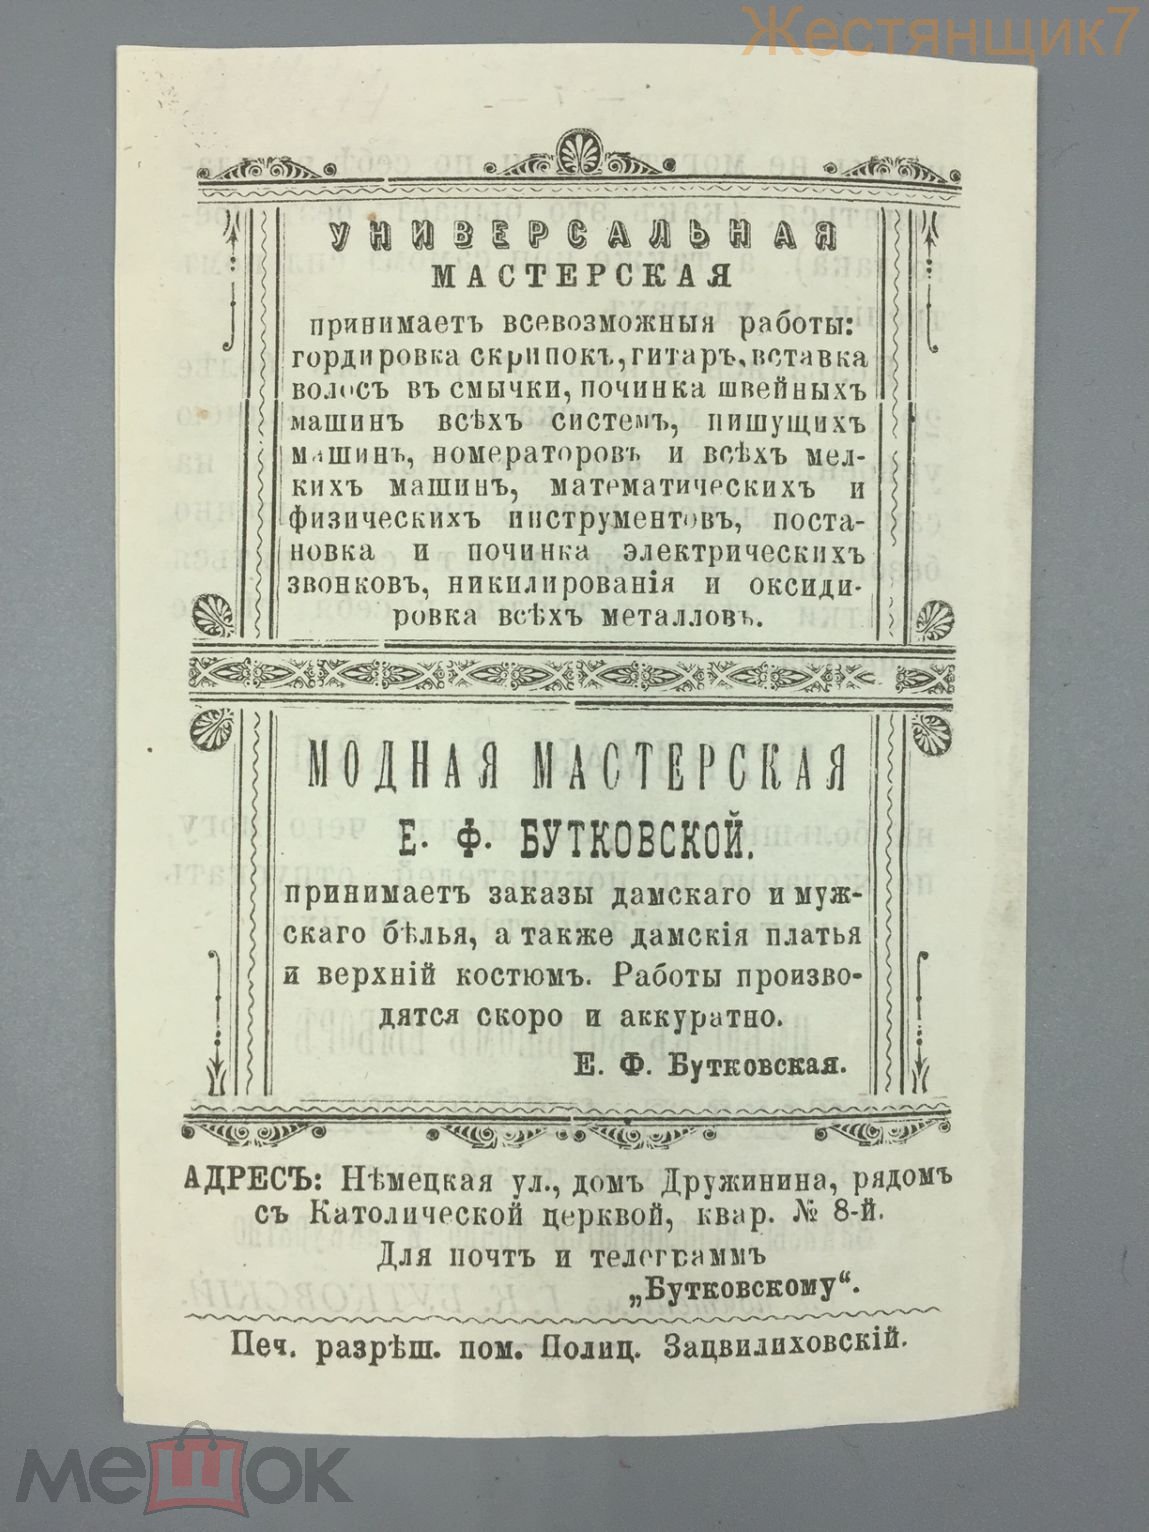 Жестянщик7
УНИВЕРСАЛЬНАЯ
МАСТЕРСКАЯ
принимаетъ всевозможныя работы:
гордировка скрипокъ, гитаръ, вставка
волосъ въ смычки, починка швейныхъ
машинъ всѣхъ системъ, пишущихъ
машинъ, номераторовъ и всѣхъ мел-
кихъ машинъ, математическихъ и
физическихъ инструментовъ, поста-
новка и починка электрическихъ
звонковъ, никилированія и оксиди-
ровка всѣхъ металловъ.
МОДНАЯ МАСТЕРСКАЯ
Е. Ф. БУТКОВСКОЙ.
принимаетъ заказы дамскаго и муж-
скаго бѣлья, а также дамскія платья
и верхній костюмъ. Работы произво-
дятся скоро и аккуратно.
Е. Ф. Бутковская.
АДРЕСЪ: Нѣмецкая ул., домъ Дружинина, рядомъ
съ Католической церквой, квар. № 8-й.
Для почтъ и телеграммъ
„Бутковскому“.
Печ. разрѣш. пом. Полиц. Зацвилиховскій.
мешок